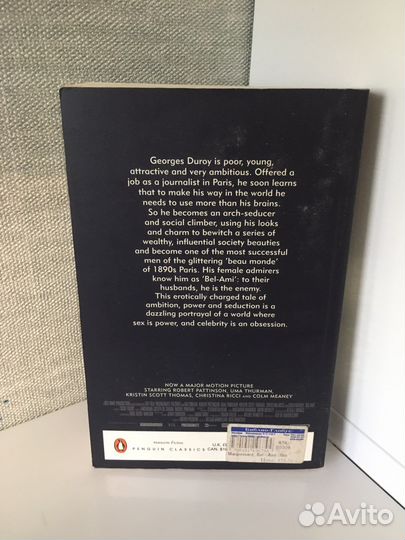 Georges Duroy is poor, young,
attractive and very ambitious. Offered a
job as a journalist in Paris, he soon learns
that to make his way in the world he
needs to use more than his brains.
So he becomes an arch-seducer
and social climber, using his looks
and charm to bewitch a series of
wealthy, influential society beauties
and become one of the most successful
men of the glittering 'beau monde'
of 1890s Paris. His female admirers
know him as 'Bel-Ami': to their
husbands, he is the enemy.
This erotically charged tale of
ambition, power and seduction is a
dazzling portrayal of a world where
sex is power, and celebrity is an obsession.
NOW A MAJOR MOTION PICTURE
STARRING ROBERT PATTINSON, UMA THURMAN,
KRISTIN SCOTT THOMAS, CHRISTINA RICCI AND COLM MEANEY
PENGUIN Fiction
PENGUIN CLASSICS
U.K.
CAN.
Библио-Глобус
Avito